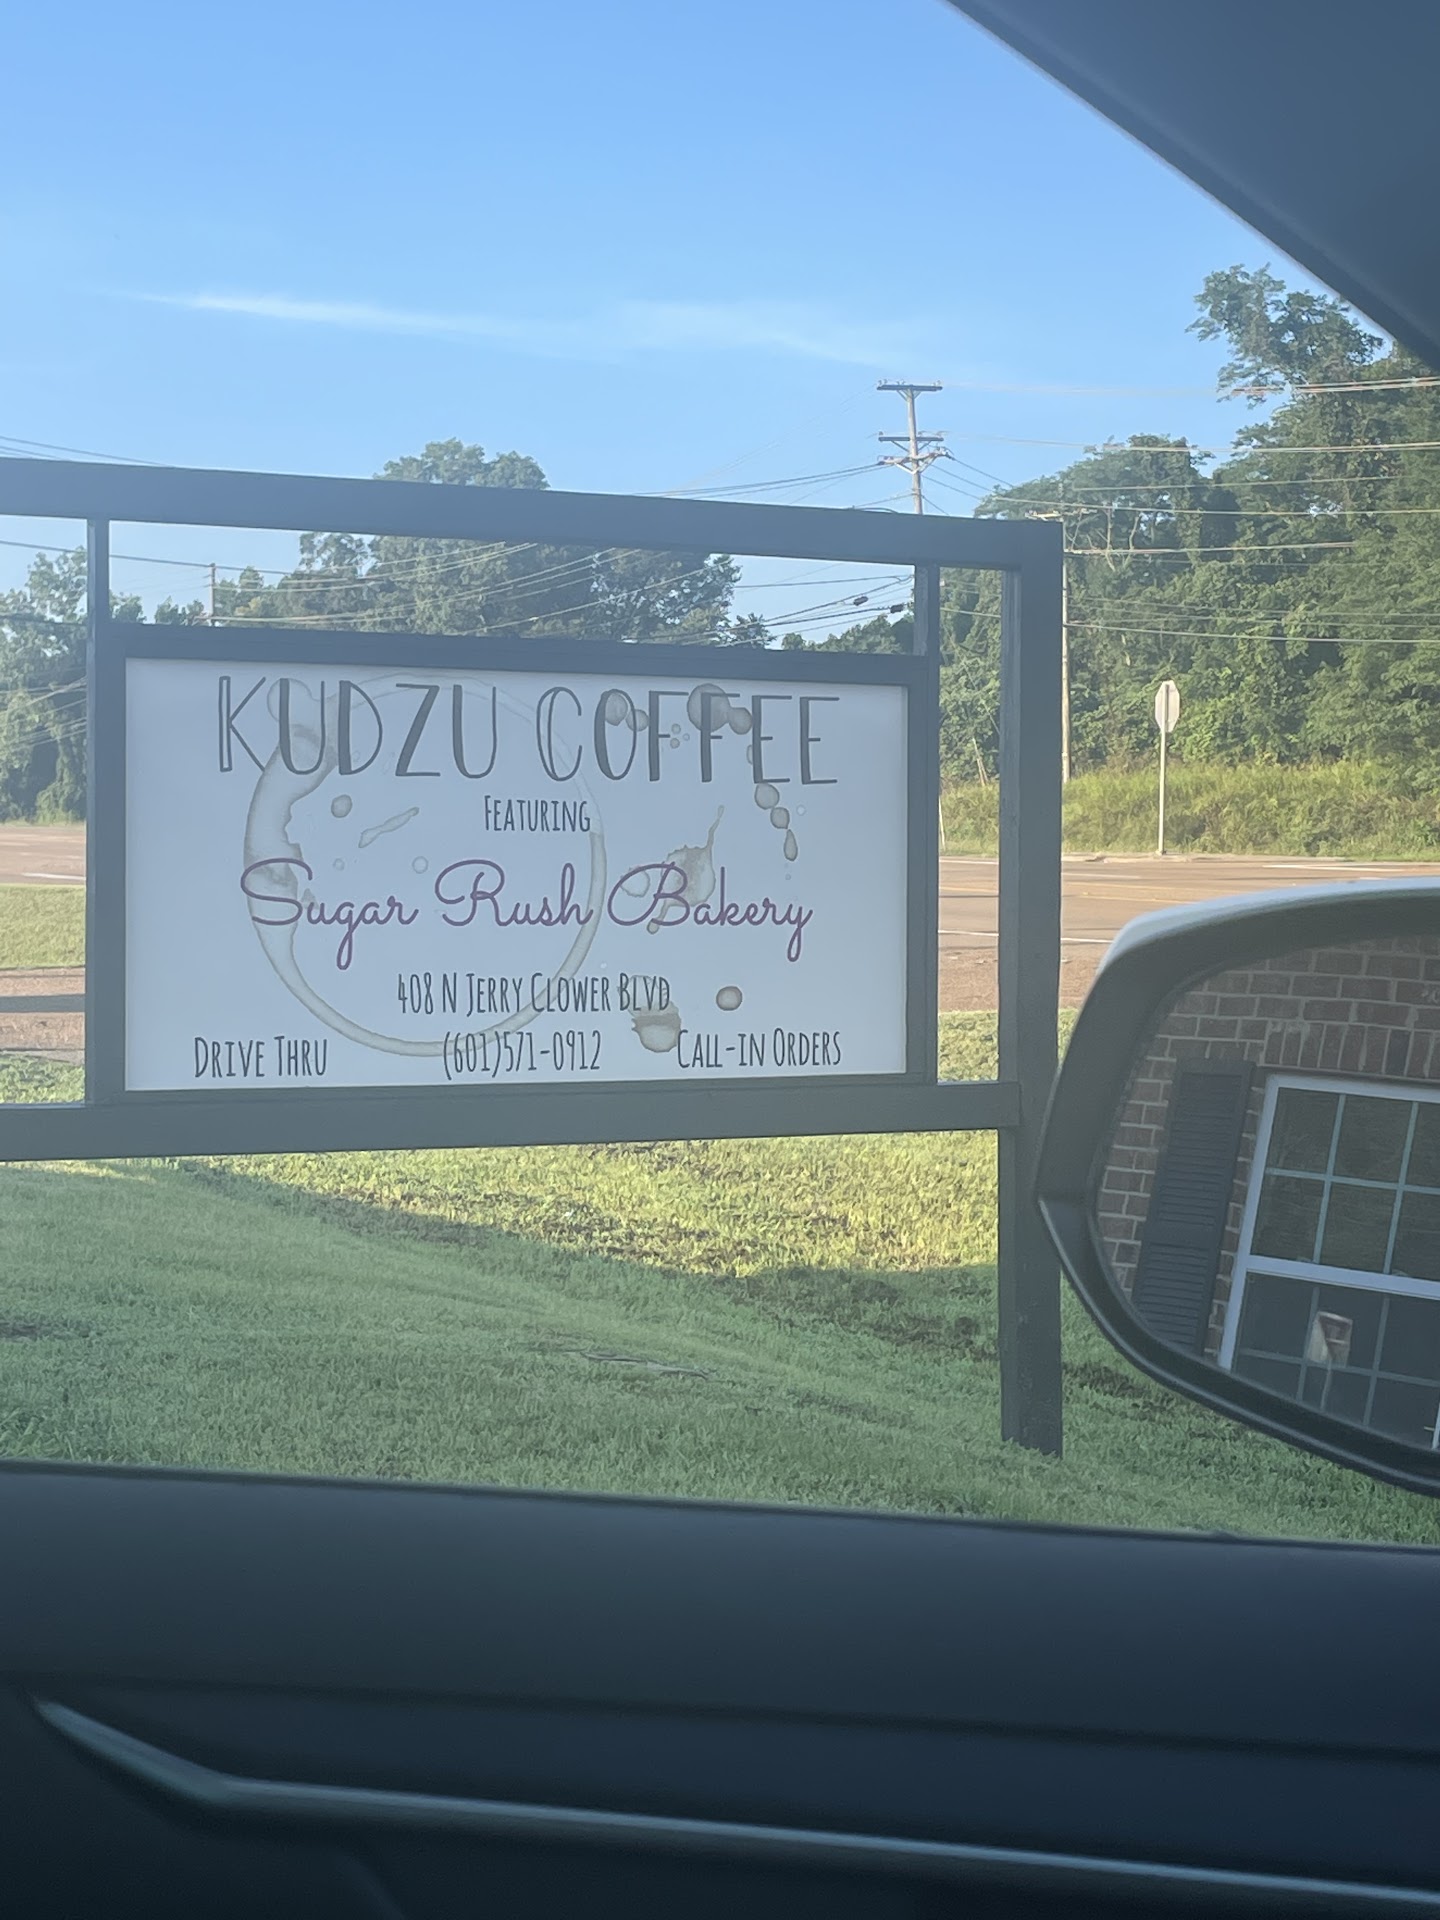 KUDZU COFFEE
FEATURING
Sugar Rush Bakery
408 N JERRY CLOWER BLVD
DRIVE THRU (601)571-0912 CALL-IN ORDERS